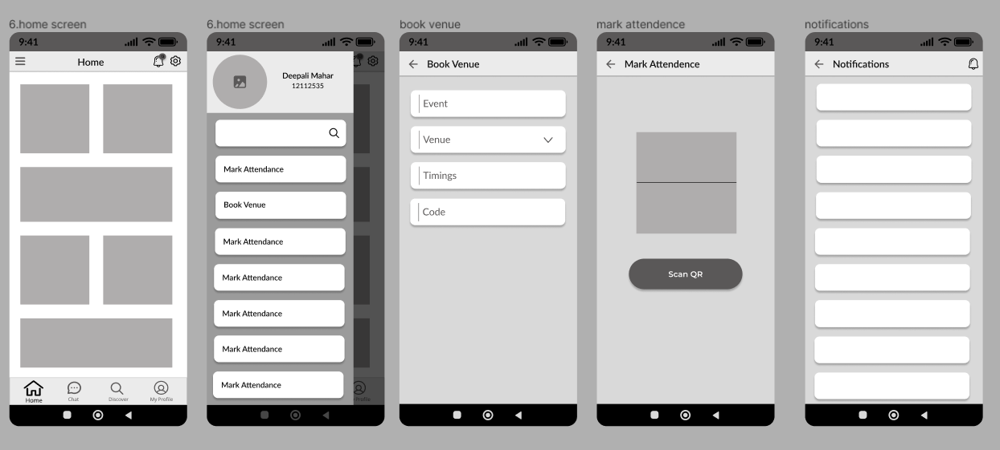 6.home screen
9:41
Home
Home
Chat
Discover
My Profile
6.home screen
9:41
Deepali Mahar
12112535
Mark Attendance
Book Venue
Mark Attendance
Mark Attendance
Mark Attendance
Mark Attendance
Mark Attendance
Profile
book venue
9:41
Book Venue
Event
Venue
Timings
Code
mark attendence
9:41
Mark Attendence
Scan QR
notifications
9:41
Notifications